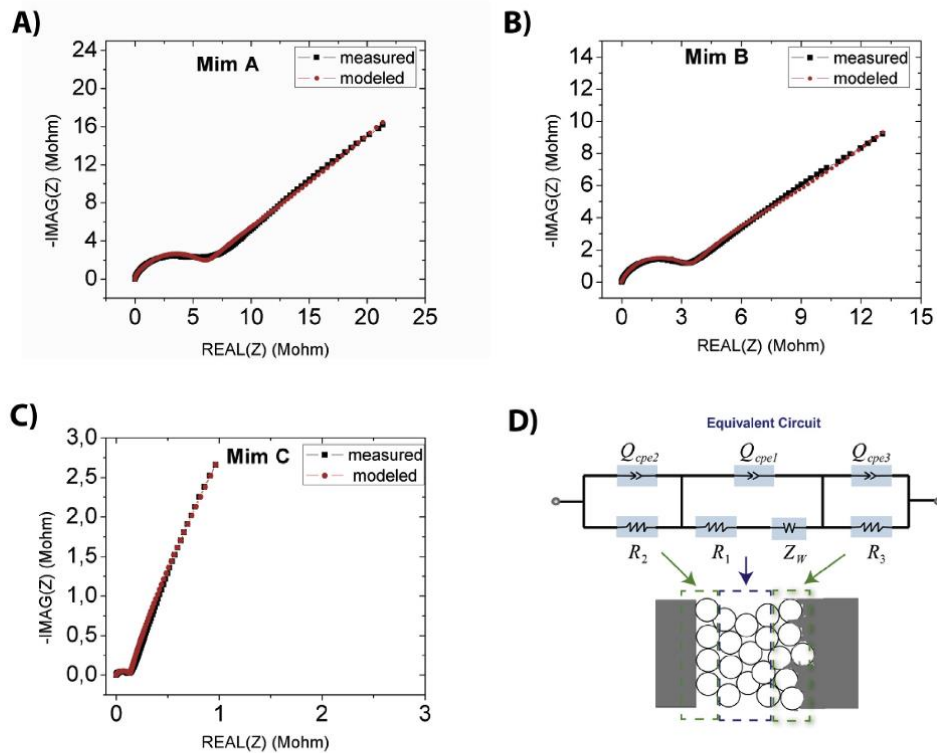 A)
Mim A
measured
modeled
24
20
16
12
8
4
0
-IMAG(Z) (Mohm)
0 5 10 15 20 25
REAL(Z) (Mohm)
B)
Mim B
measured
modeled
14
12
10
8
6
4
2
0
-IMAG(Z) (Mohm)
0 3 6 9 12 15
REAL(Z) (Mohm)
C)
Mim C
measured
modeled
3,0
2,5
2,0
1,5
1,0
0,5
0,0
-IMAG(Z) (Mohm)
0 1 2 3
REAL(Z) (Mohm)
D)
Equivalent Circuit
Qcpe2 Qcpe1 Qcpe3
W
R2 R1 ZW R3